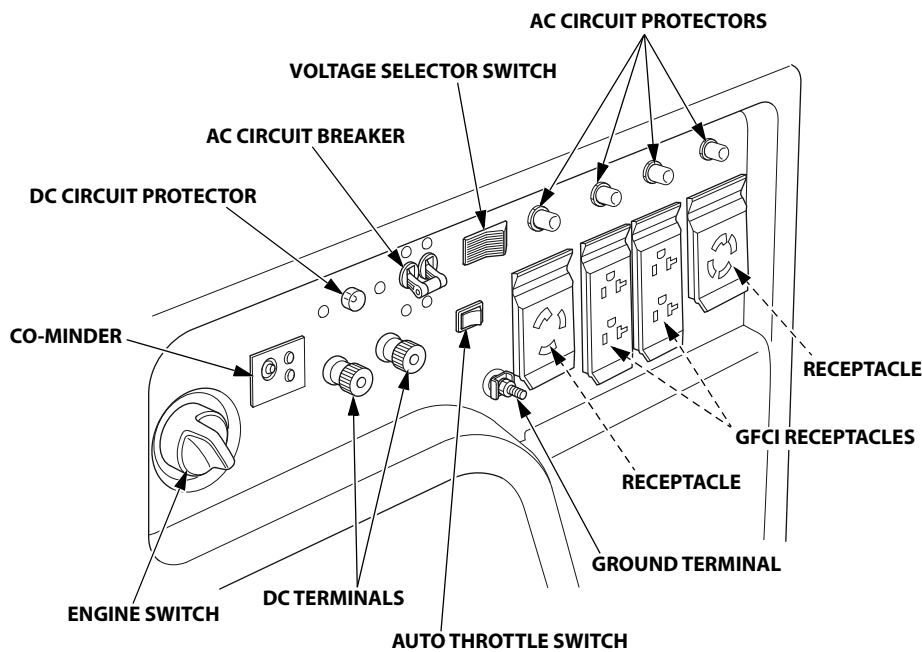 AC CIRCUIT PROTECTORS
VOLTAGE SELECTOR SWITCH
AC CIRCUIT BREAKER
DC CIRCUIT PROTECTOR
CO-MINDER
RECEPTACLE
GFCI RECEPTACLES
RECEPTACLE
GROUND TERMINAL
ENGINE SWITCH
DC TERMINALS
AUTO THROTTLE SWITCH